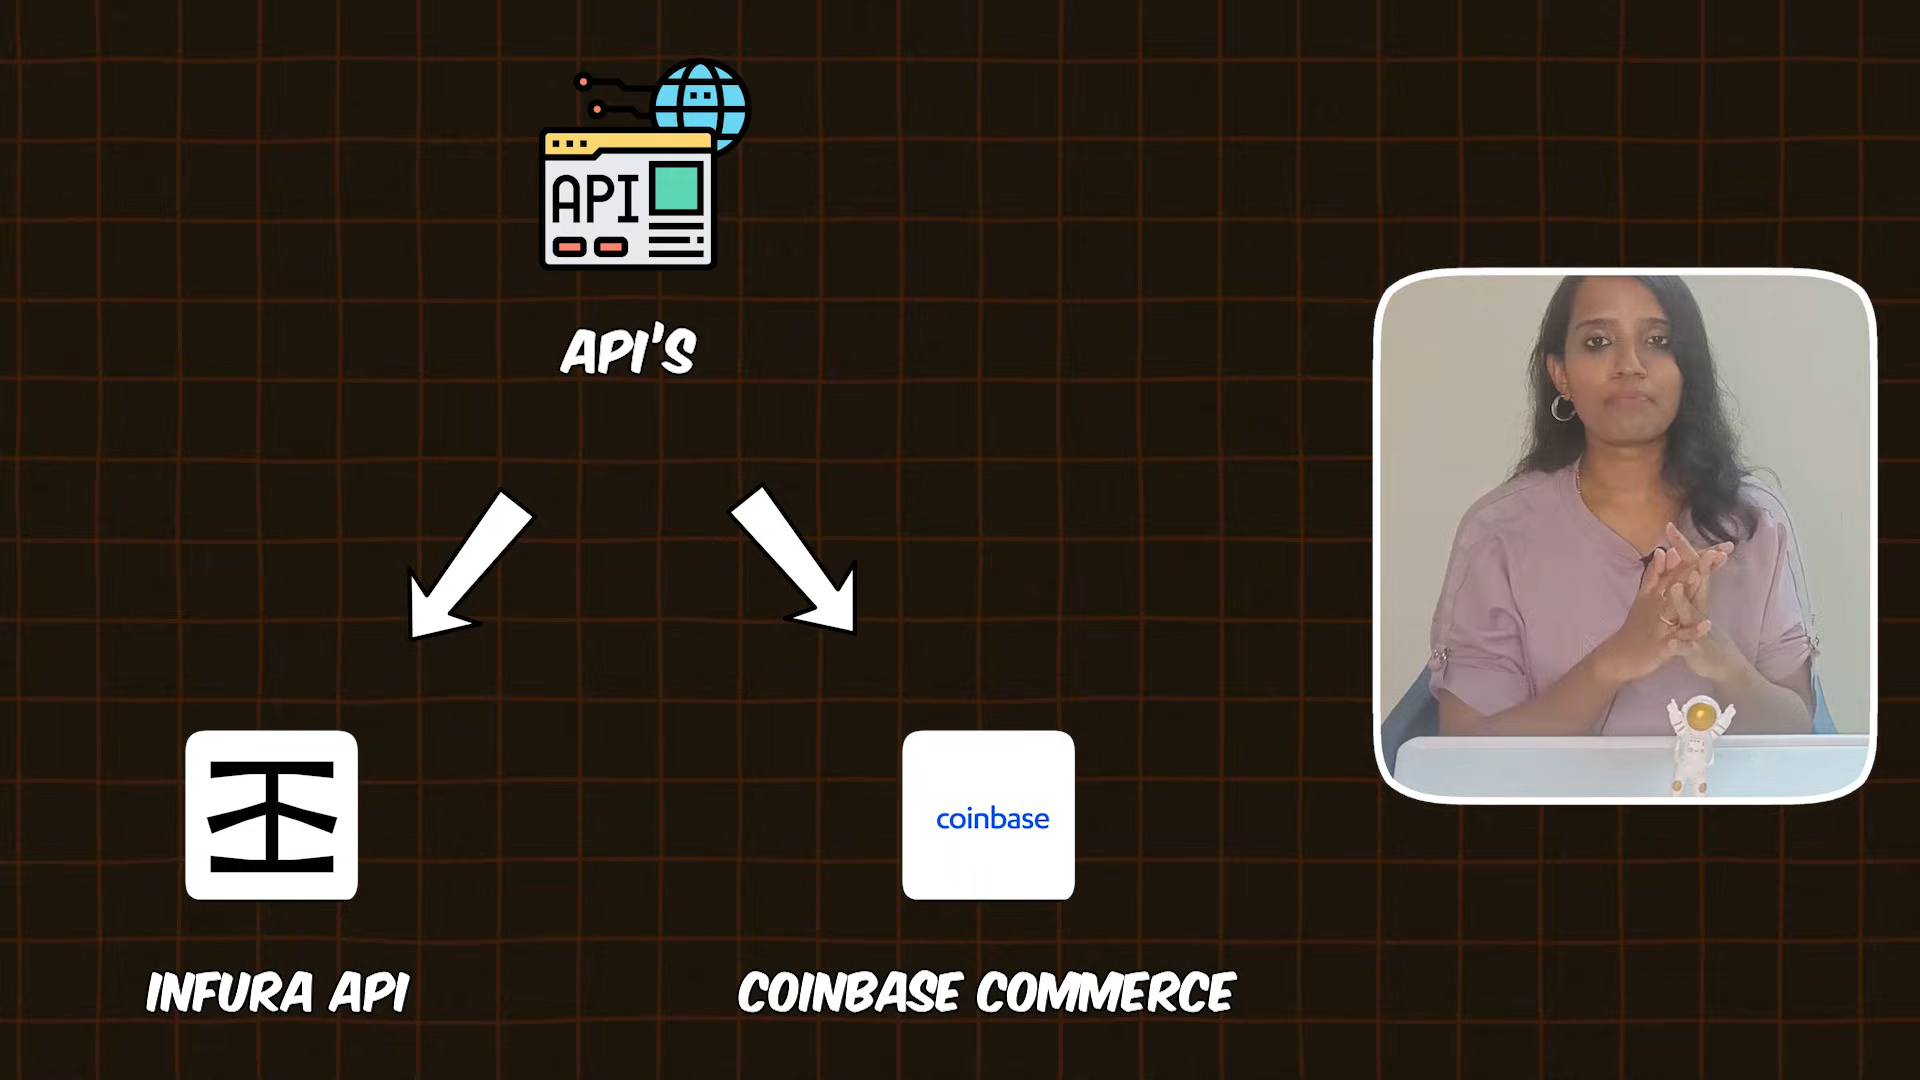 API
API'S
coinbase
INFURA API
COINBASE COMMERCE